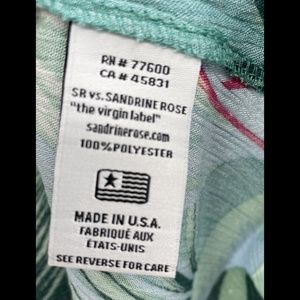 RN# 77600
CA# 45831
SR vs. SANDRINE ROSE
"the virgin label"
sandrinerose.com
100% POLYESTER
MADE IN U.S.A.
FABRIQUÉ AUX
ÉTATS-UNIS
SEE REVERSE FOR CARE